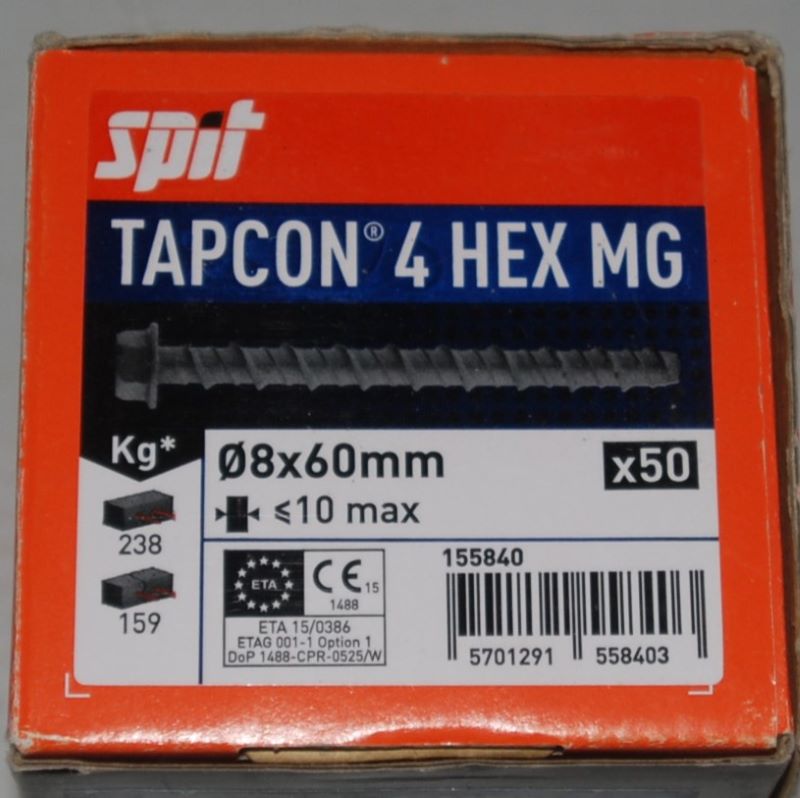 spit
TAPCON® 4 HEX MG
Kg*
Ø8x60mm
x50
≤10 max
238
159
ETA
CE 15
1488
ETA 15/0386
ETAG 001-1 Option 1
DoP 1488-CPR-0525/W
155840
5701291 558403